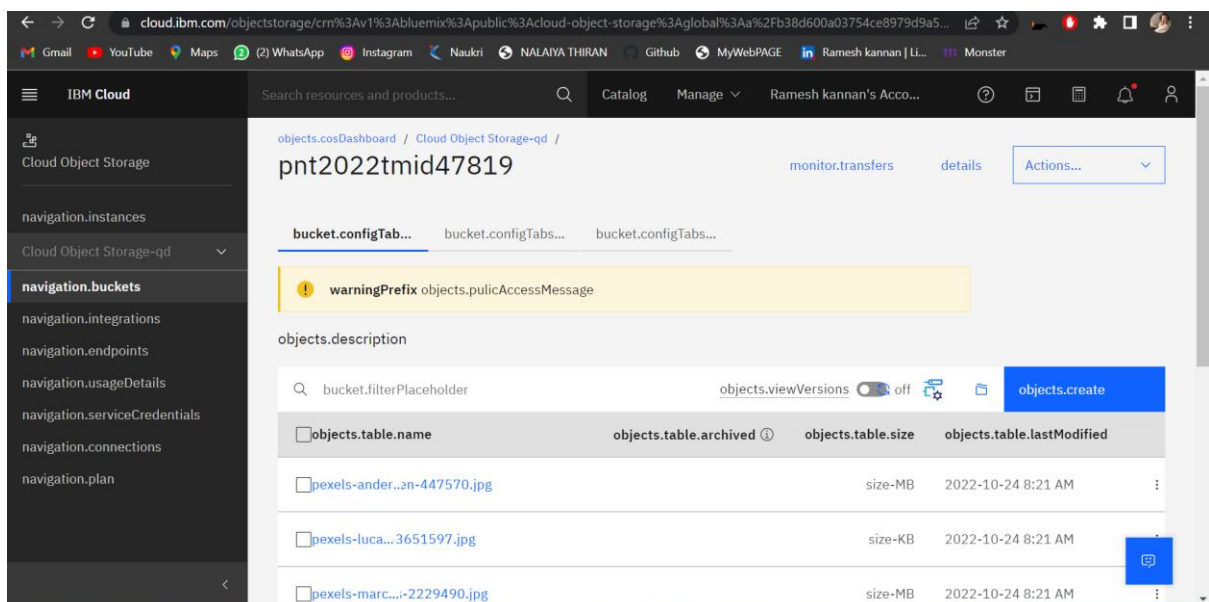 cloud.ibm.com/objectstorage/crn%3Av1%3Abluemix%3Apublic%3Acloud-object-storage%3Aglobal%3Aa%2Fb38d600a03754ce8979d9a5...
Gmail YouTube Maps (2) WhatsApp Instagram Naukri NALAIYA THIRAN Github MyWebPAGE Ramesh kannan | Li... Monster
IBM Cloud Search resources and products... Catalog Manage Ramesh kannan's Acco...
Cloud Object Storage
navigation.instances
Cloud Object Storage-qd
navigation.buckets
navigation.integrations
navigation.endpoints
navigation.usageDetails
navigation.serviceCredentials
navigation.connections
navigation.plan
objects.cosDashboard / Cloud Object Storage-qd /
pnt2022tmid47819 monitor.transfers details Actions...
bucket.configTab... bucket.configTabs... bucket.configTabs...
warningPrefix objects.pulicAccessMessage
objects.description
bucket.filterPlaceholder objects.viewVersions off objects.create
objects.table.name objects.table.archived objects.table.size objects.table.lastModified
pexels-ander..an-447570.jpg size-MB 2022-10-24 8:21 AM
pexels-luca...3651597.jpg size-KB 2022-10-24 8:21 AM
pexels-marc...-2229490.jpg size-MB 2022-10-24 8:21 AM